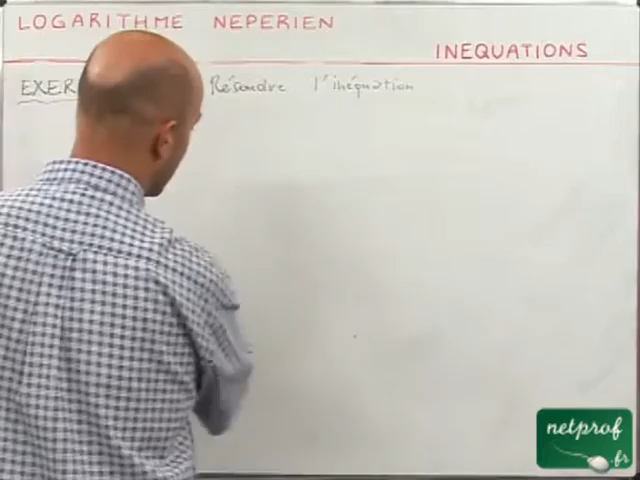 LOGARITHME NEPERIEN
INEQUATIONS
EXER Résoudre l'inéquation
netprof
.fr